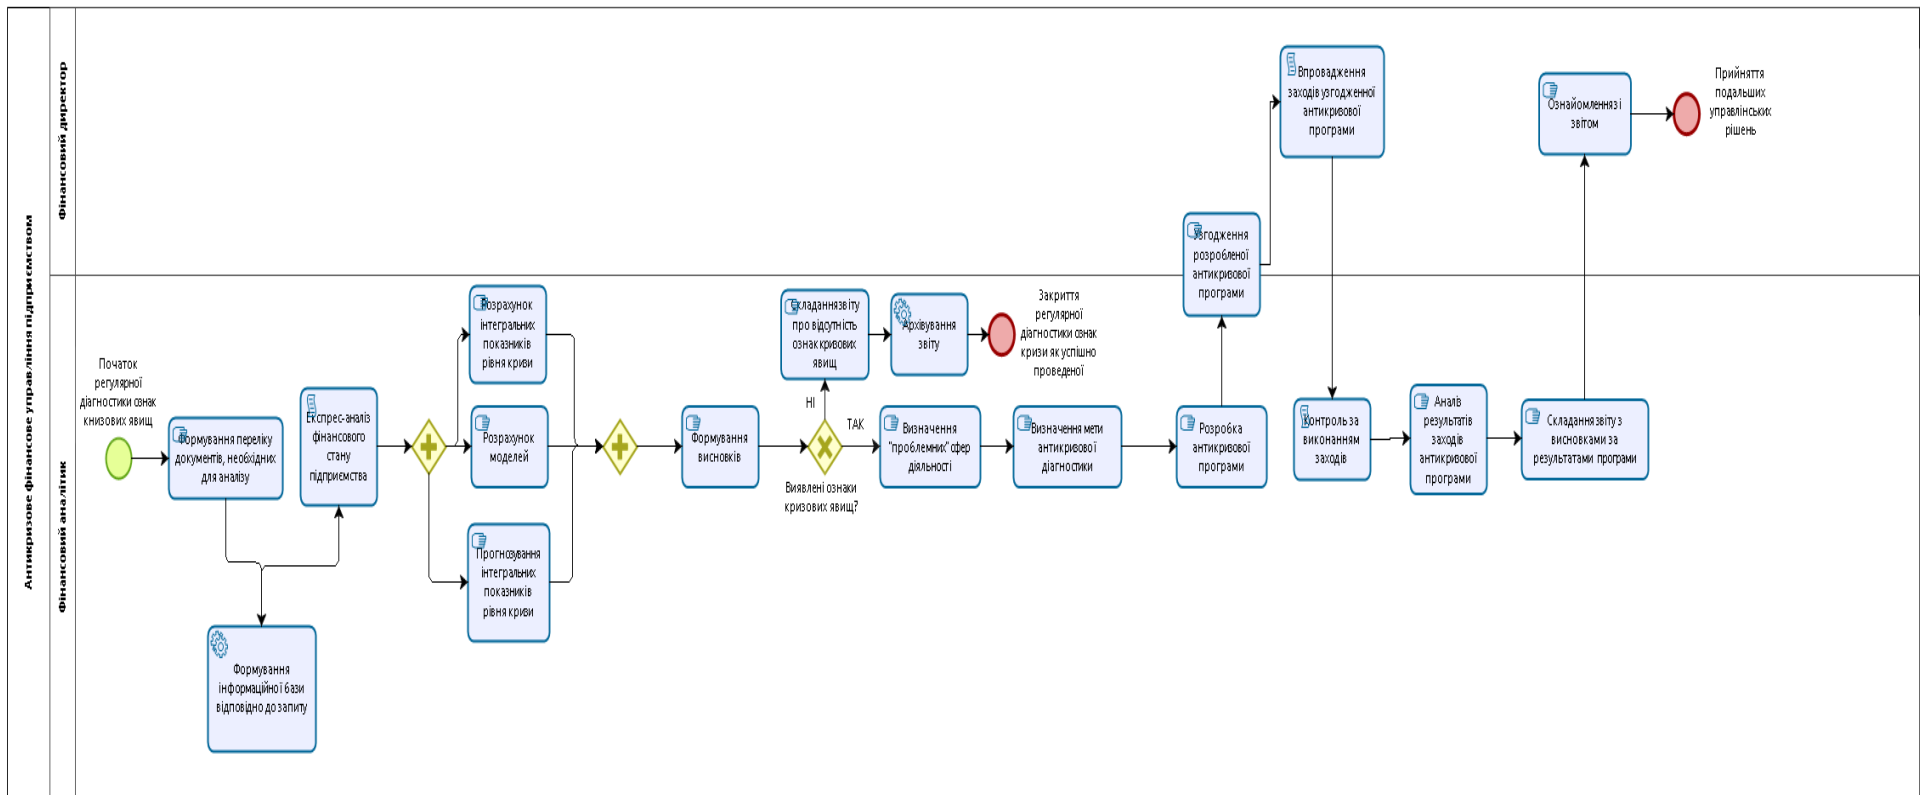 Антикризове фінансове управління підприємством
Фінансовий директор
Фінансовий аналітик
Початок
регулярної
діагностики ознак
книзових явищ
Формування переліку
документів, необхідних
для аналізу
Формування
інформаційної бази
відповідно до запиту
Експрес-аналіз
фінансового
стану
підприємства
Розрахунок
інтегральних
показників
рівня кризи
Розрахунок
моделей
Прогнозування
інтегральних
показників
рівня кризи
Формування
висновків
Виявлені ознаки
кризових явищ?
НІ
ТАК
Складання звіту
про відсутність
ознак кризових
явищ
Архівування
звіту
Закриття
регулярної
діагностики ознак
кризи як успішно
проведеної
Визначення
"проблемних" сфер
діяльності
Визначення мети
антикризової
діагностики
Розробка
антикризової
програми
Узгодження
розробленої
антикризової
програми
Впровадження
заходів узгодженної
антикризової
програми
Контроль за
виконанням
заходів
Аналіз
результатів
заходів
антикризової
програми
Складання звіту з
висновками за
результатами програми
Ознайомлення зі
звітом
Прийняття
подальших
управлінських
рішень